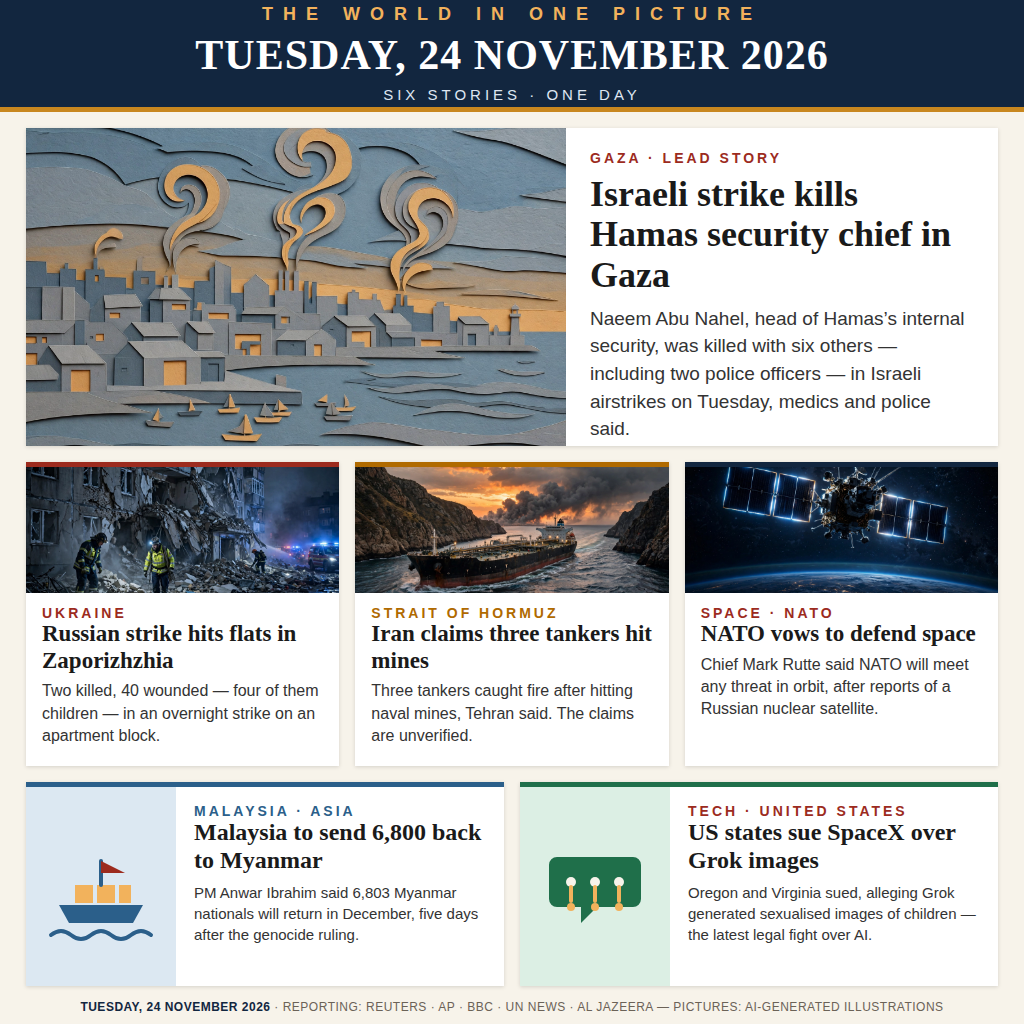 THE WORLD IN ONE PICTURE
TUESDAY, 24 NOVEMBER 2026
SIX STORIES · ONE DAY
GAZA · LEAD STORY
Israeli strike kills
Hamas security chief in
Gaza
Naeem Abu Nahel, head of Hamas’s internal
security, was killed with six others —
including two police officers — in Israeli
airstrikes on Tuesday, medics and police
said.
UKRAINE
Russian strike hits flats in
Zaporizhzhia
Two killed, 40 wounded — four of them
children — in an overnight strike on an
apartment block.
STRAIT OF HORMUZ
Iran claims three tankers hit
mines
Three tankers caught fire after hitting
naval mines, Tehran said. The claims
are unverified.
SPACE · NATO
NATO vows to defend space
Chief Mark Rutte said NATO will meet
any threat in orbit, after reports of a
Russian nuclear satellite.
MALAYSIA · ASIA
Malaysia to send 6,800 back
to Myanmar
PM Anwar Ibrahim said 6,803 Myanmar
nationals will return in December, five days
after the genocide ruling.
TECH · UNITED STATES
US states sue SpaceX over
Grok images
Oregon and Virginia sued, alleging Grok
generated sexualised images of children —
the latest legal fight over AI.
TUESDAY, 24 NOVEMBER 2026 · REPORTING: REUTERS · AP · BBC · UN NEWS · AL JAZEERA — PICTURES: AI-GENERATED ILLUSTRATIONS